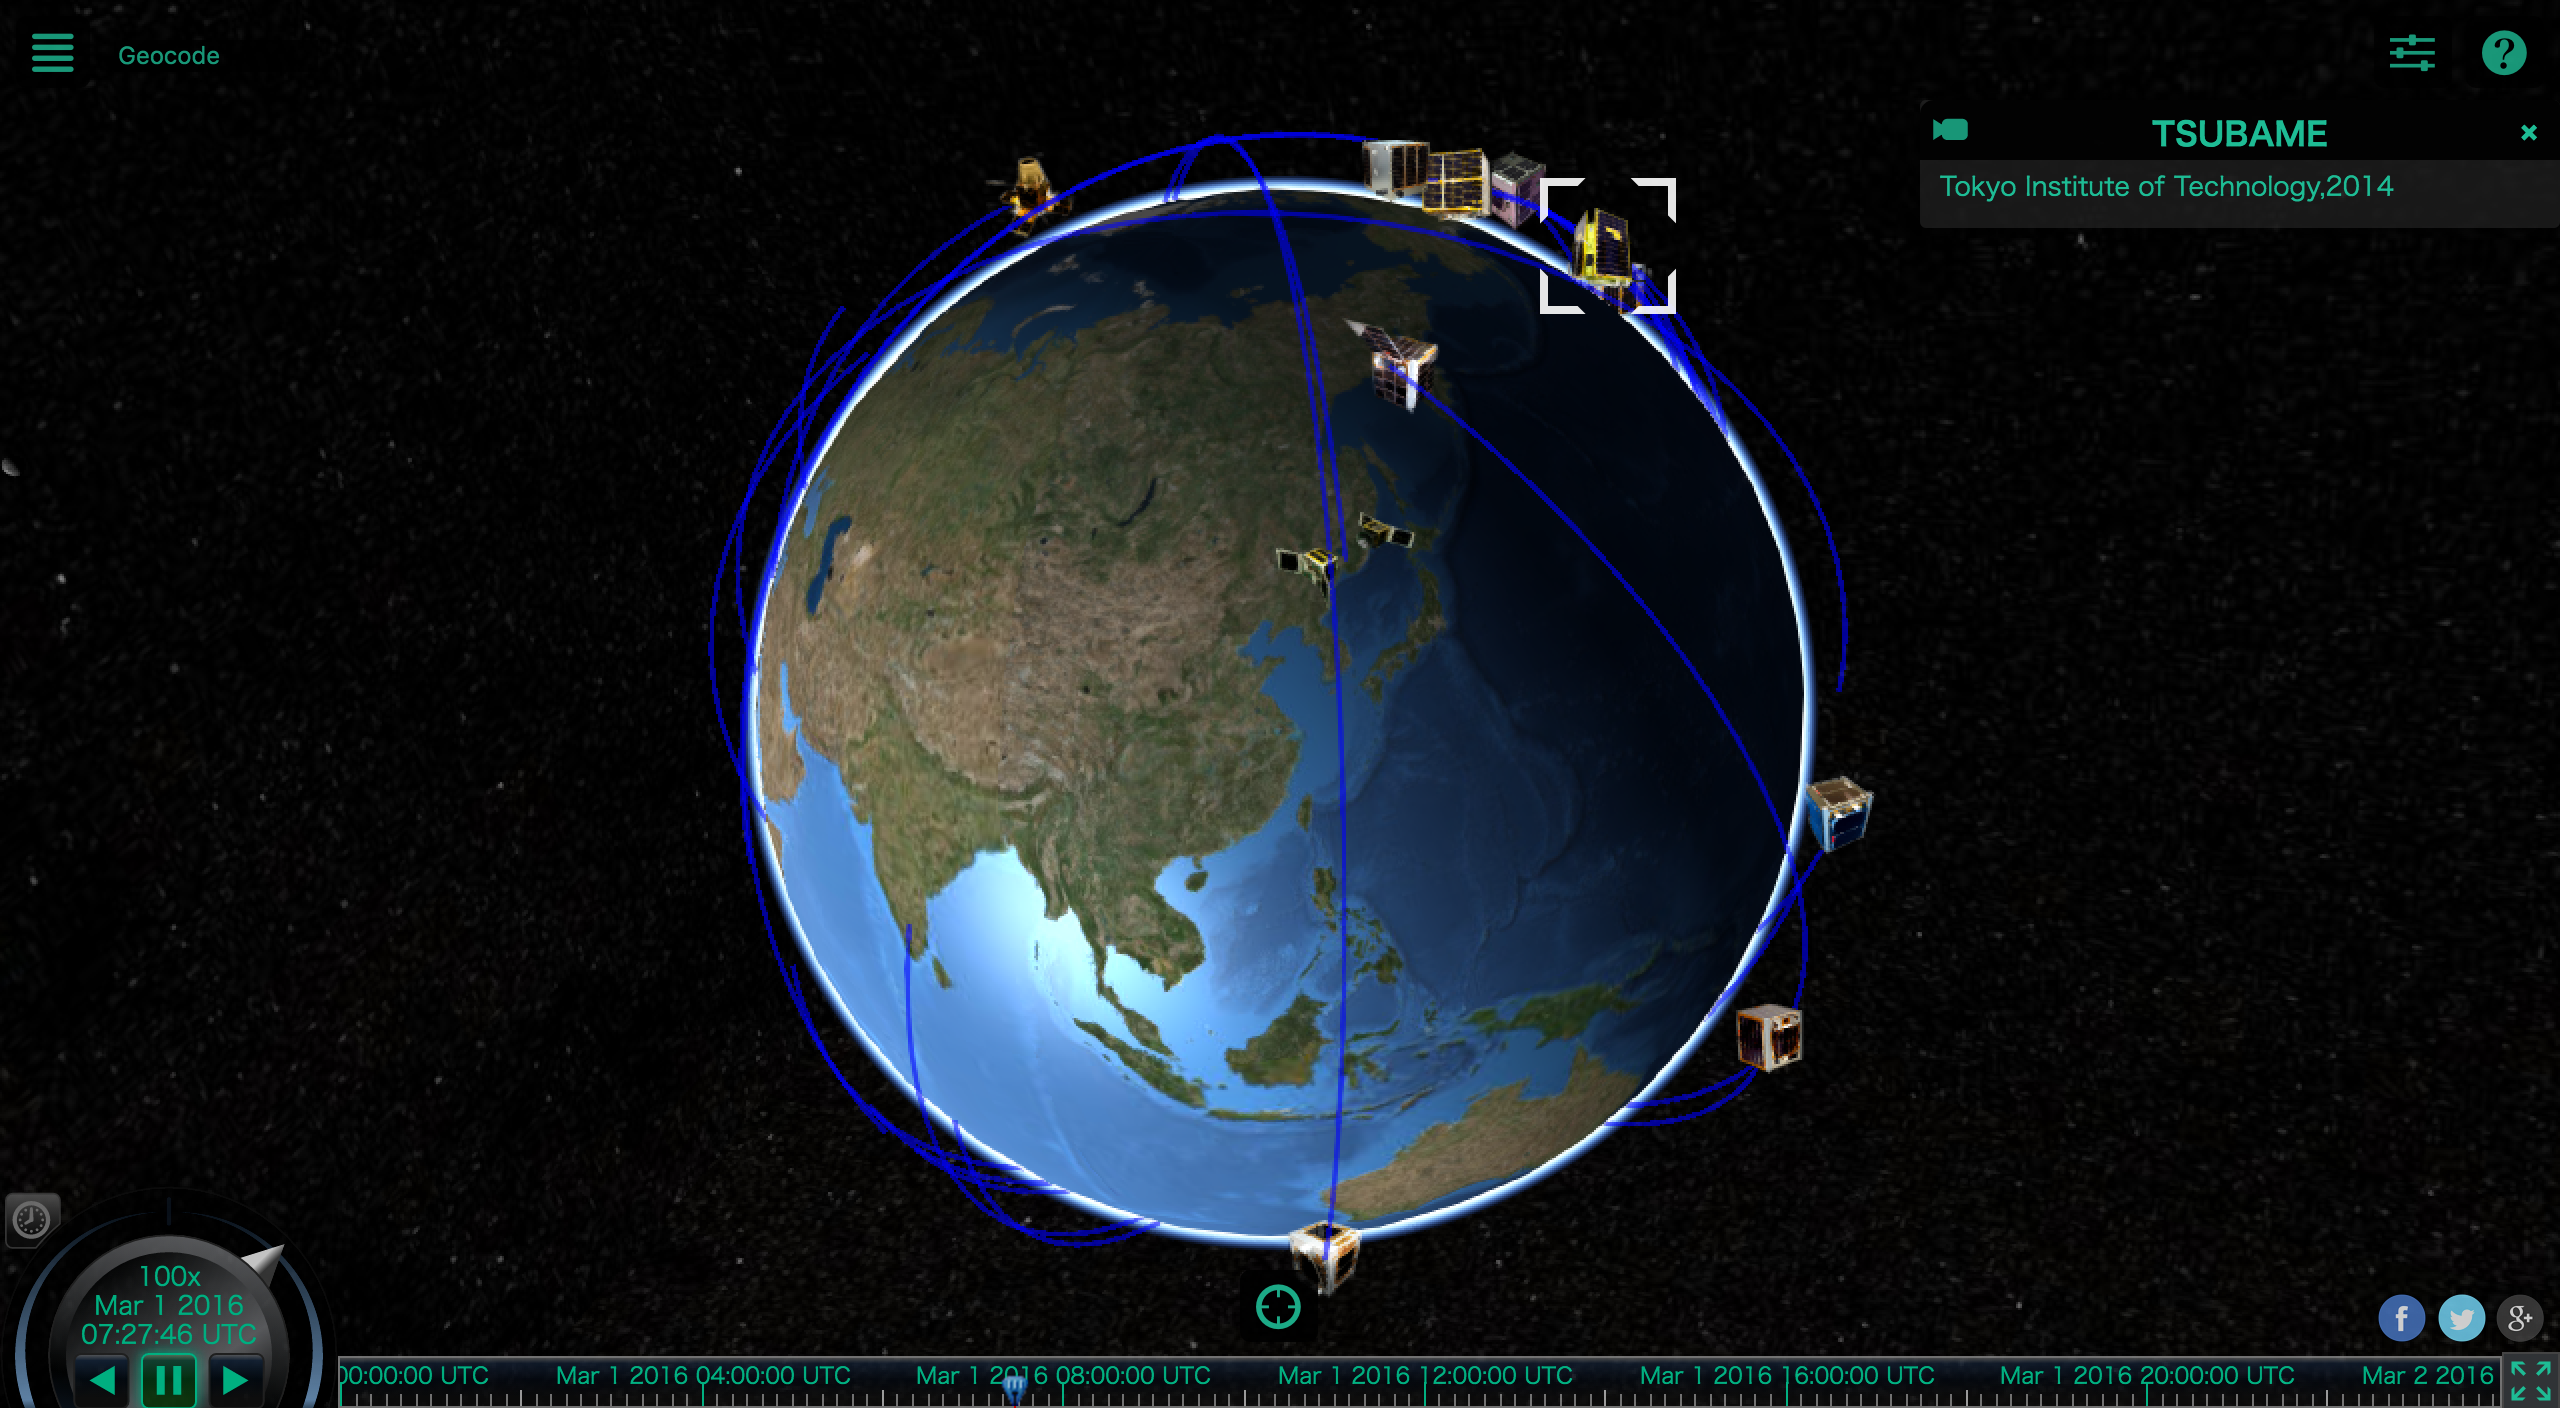 Geocode
TSUBAME
Tokyo Institute of Technology,2014
100x
Mar 1 2016
07:27:46 UTC
00:00:00 UTC
Mar 1 2016 04:00:00 UTC
Mar 1 2016 08:00:00 UTC
Mar 1 2016 12:00:00 UTC
Mar 1 2016 16:00:00 UTC
Mar 1 2016 20:00:00 UTC
Mar 2 2016